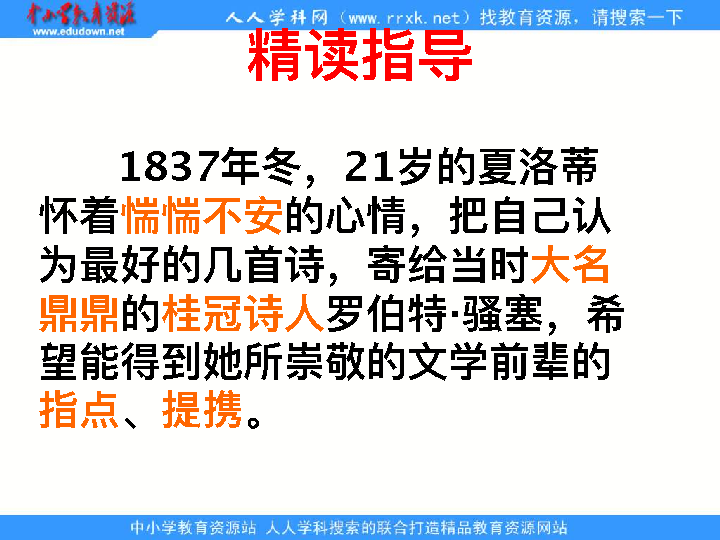 中小学教育资源
www.edudown.net
人人学科网（www.rrxk.net）找教育资源，请搜索一下
精读指导
1837年冬，21岁的夏洛蒂
怀着惴惴不安的心情，把自己认
为最好的几首诗，寄给当时大名
鼎鼎的桂冠诗人罗伯特·骚塞，希
望能得到她所崇敬的文学前辈的
指点、提携。
中小学教育资源站 人人学科搜索的联合打造精品教育资源网站